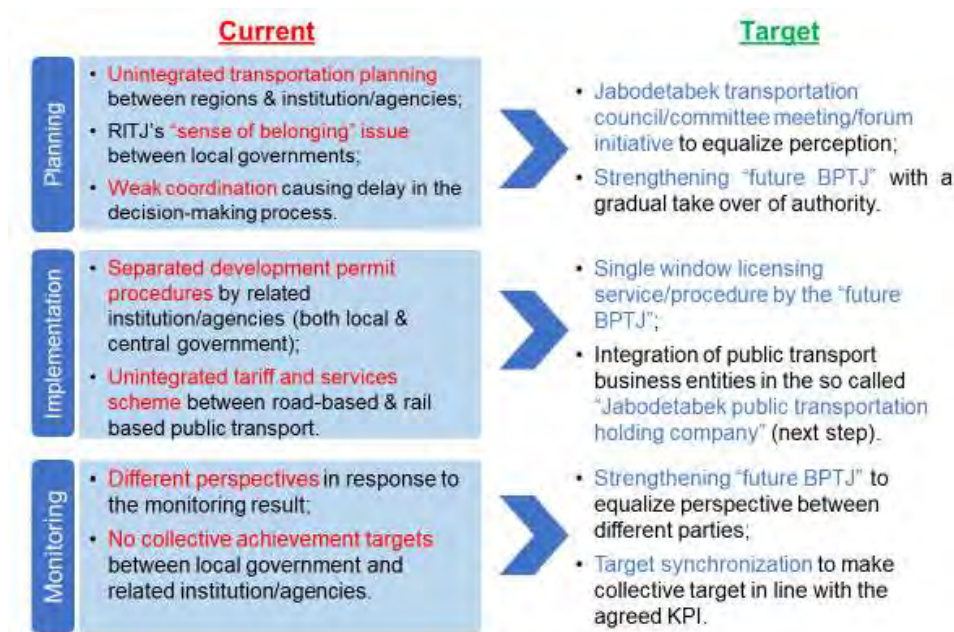 Current
Target
Planning
• Unintegrated transportation planning
between regions & institution/agencies;
• RITJ's “sense of belonging” issue
between local governments;
• Weak coordination causing delay in the
decision-making process.
• Jabodetabek transportation
council/committee meeting/forum
initiative to equalize perception;
• Strengthening “future BPTJ” with a
gradual take over of authority.
Implementation
• Separated development permit
procedures by related
institution/agencies (both local &
central government);
• Unintegrated tariff and services
scheme between road-based & rail
based public transport.
• Single window licensing
service/procedure by the “future
BPTJ”;
• Integration of public transport
business entities in the so called
“Jabodetabek public transportation
holding company” (next step).
Monitoring
• Different perspectives in response to
the monitoring result;
• No collective achievement targets
between local government and
related institution/agencies.
• Strengthening “future BPTJ” to
equalize perspective between
different parties;
• Target synchronization to make
collective target in line with the
agreed KPI.